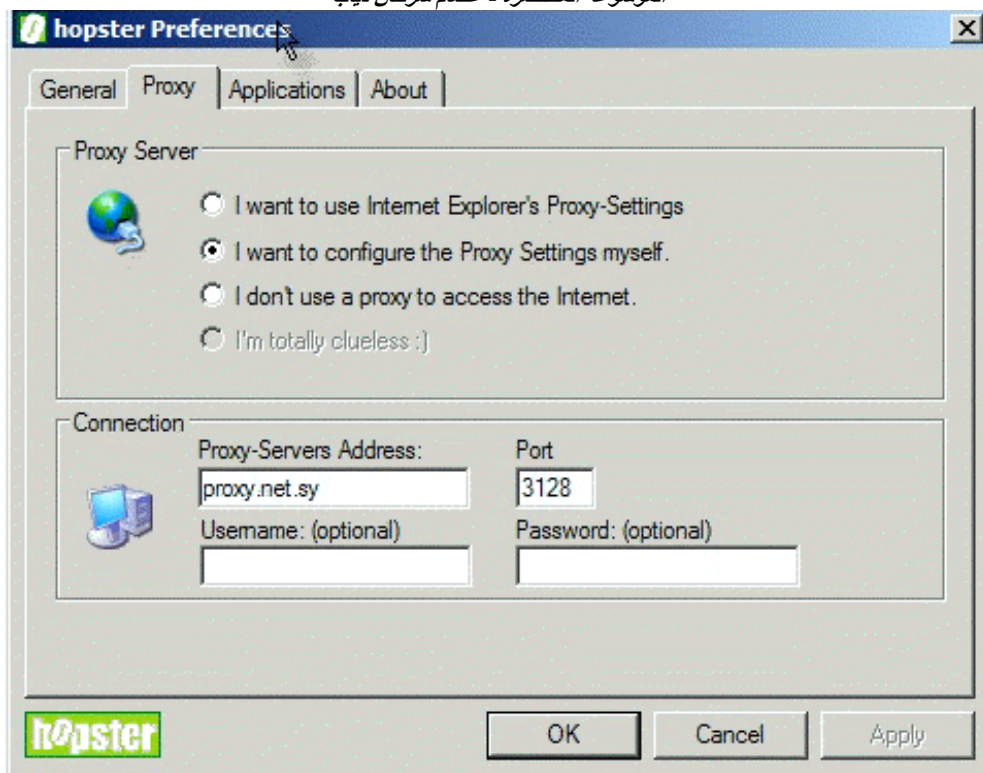 hopster Preferences
General Proxy Applications About
Proxy Server
I want to use Internet Explorer's Proxy-Settings
I want to configure the Proxy Settings myself.
I don't use a proxy to access the Internet.
I'm totally clueless :)
Connection
Proxy-Servers Address: Port
proxy.net.sy 3128
Username: (optional) Password: (optional)
hopster OK Cancel Apply